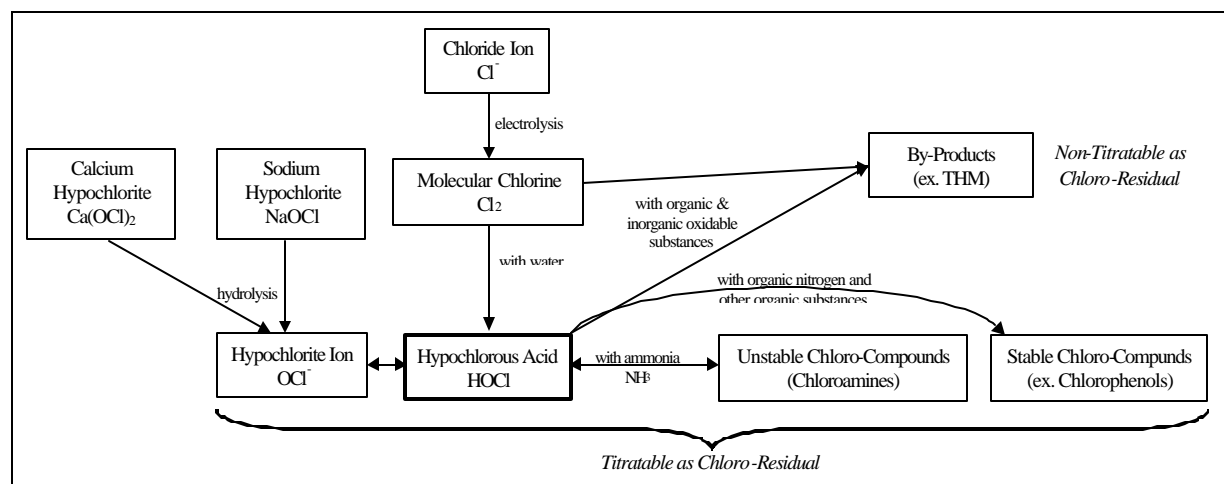 Chloride Ion
Cl⁻
electrolysis
Calcium
Hypochlorite
Ca(OCl)₂
Sodium
Hypochlorite
NaOCl
Molecular Chlorine
Cl₂
By-Products
(ex. THM)
Non-Titratable as
Chloro-Residual
with organic &
inorganic oxidable
substances
with water
with organic nitrogen and
other organic substances
hydrolysis
Hypochlorite Ion
OCl⁻
Hypochlorous Acid
HOCl
with ammonia
NH₃
Unstable Chloro-Compounds
(Chloroamines)
Stable Chloro-Compunds
(ex. Chlorophenols)
Titratable as Chloro-Residual